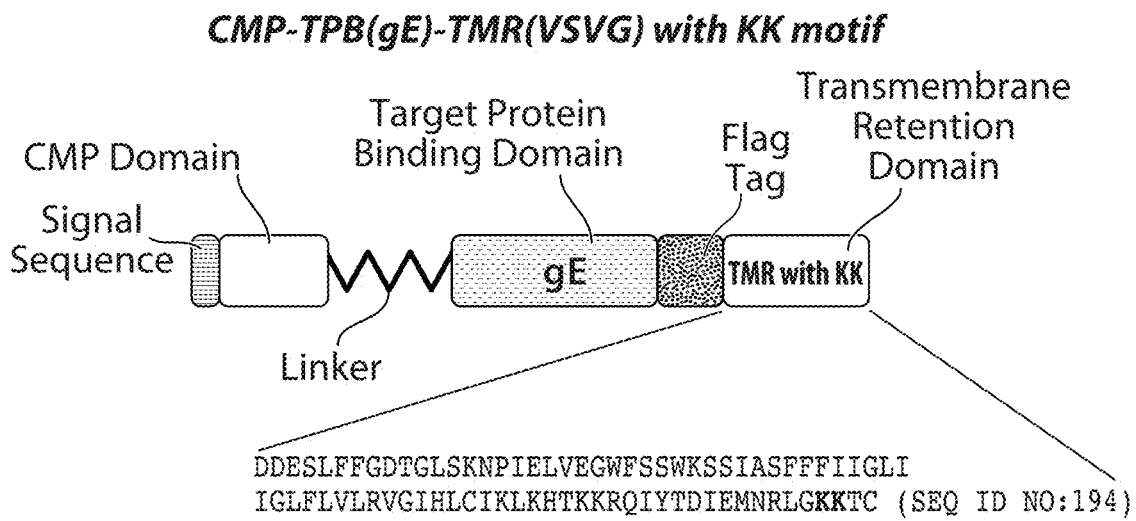 CMP-TPB(gE)-TMR(VSVG) with KK motif
Transmembrane
Retention
Domain
Target Protein
Binding Domain
Flag
Tag
CMP Domain
Signal
Sequence
gE
TMR with KK
Linker
DDESLFFGDTGLSKNPIELVEGWFSSWKSSIASFFFIIGLI
IGLFLVLRVGIHLCIKLKHTKKRQIYTDIEMNRLGKKTC (SEQ ID NO:194)